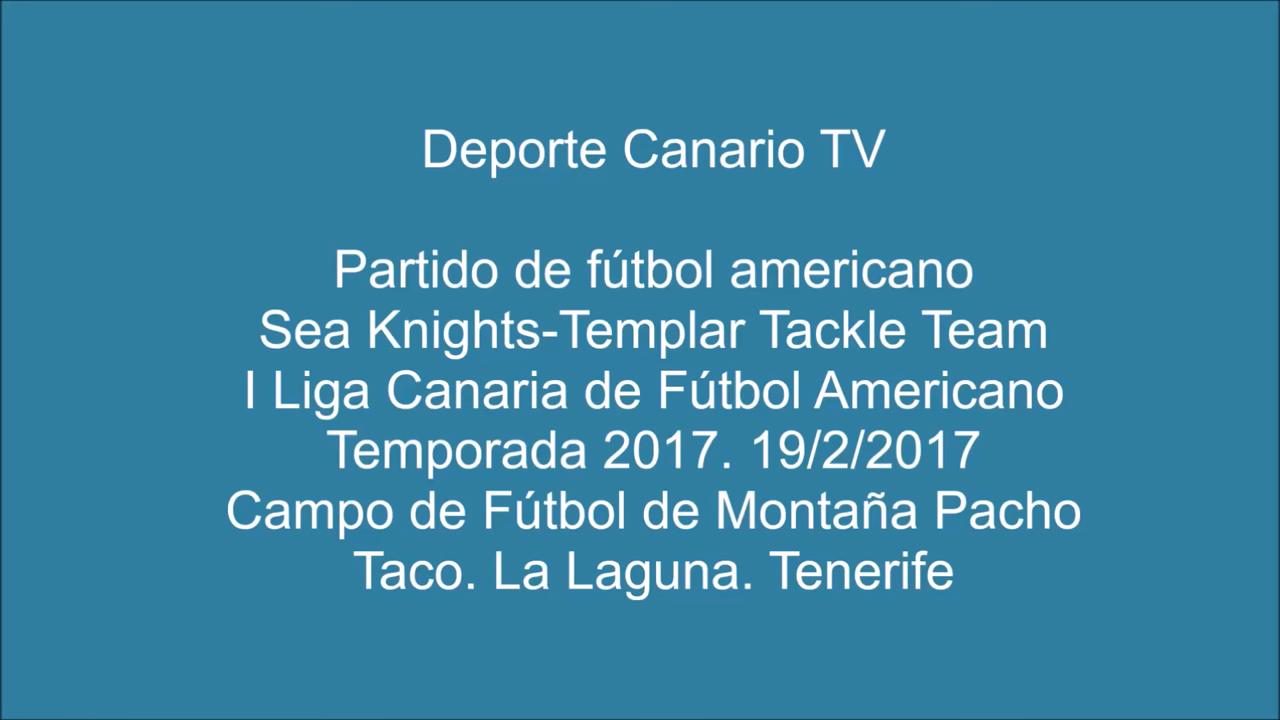 Deporte Canario TV
Partido de fútbol americano
Sea Knights-Templar Tackle Team
I Liga Canaria de Fútbol Americano
Temporada 2017. 19/2/2017
Campo de Fútbol de Montaña Pacho
Taco. La Laguna. Tenerife